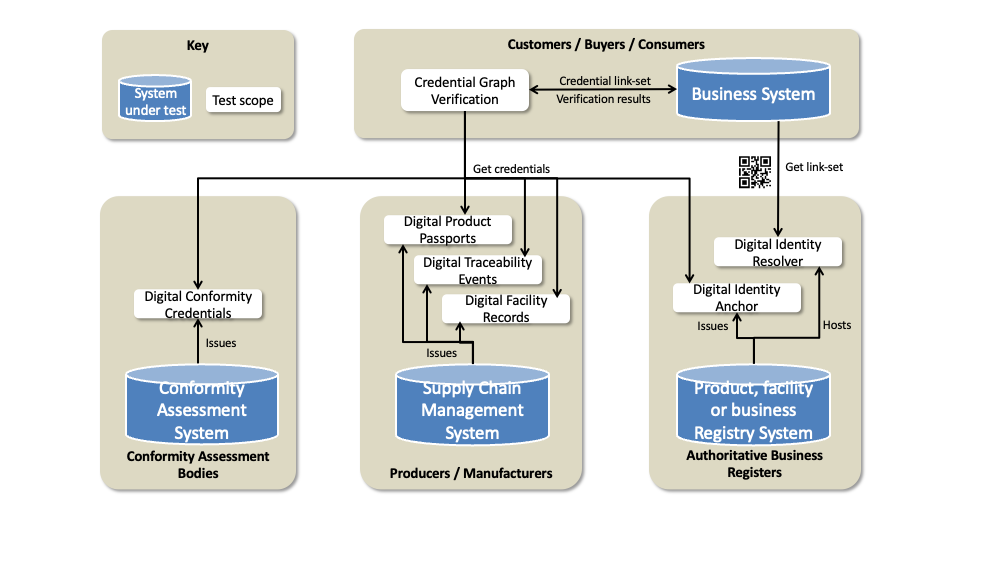 Key
System
under test
Test scope
Customers / Buyers / Consumers
Credential Graph
Verification
Credential link-set
Verification results
Business System
Get credentials
Get link-set
Digital Product
Passports
Digital Traceability
Events
Digital Facility
Records
Issues
Supply Chain
Management
System
Producers / Manufacturers
Digital Conformity
Credentials
Issues
Conformity
Assessment
System
Conformity Assessment
Bodies
Digital Identity
Resolver
Digital Identity
Anchor
Issues
Hosts
Product, facility
or business
Registry System
Authoritative Business
Registers